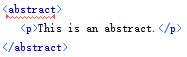 <abstract>
<p>This is an abstract.</p>
</abstract>